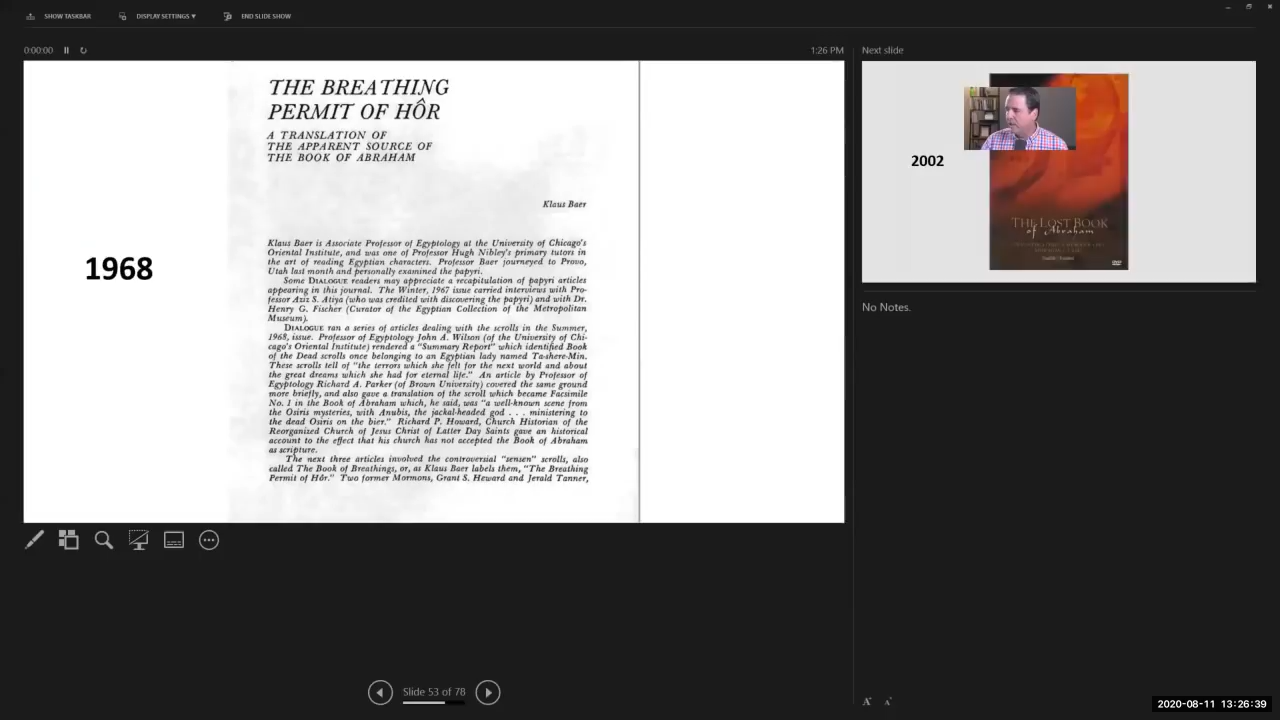 SHOW TASKBAR
DISPLAY SETTINGS ▾
END SLIDE SHOW
0:00:00
1:26 PM
Next slide
THE BREATHING
PERMIT OF HÔR
A TRANSLATION OF
THE APPARENT SOURCE OF
THE BOOK OF ABRAHAM
Klaus Baer
1968
Klaus Baer is Associate Professor of Egyptology at the University of Chicago's
Oriental Institute, and was one of Professor Hugh Nibley's primary tutors in
the art of reading Egyptian characters. Professor Baer journeyed to Provo,
Utah last month and personally examined the papyri.
Some DIALOGUE readers may appreciate a recapitulation of papyri articles
appearing in this journal. The Winter, 1967 issue carried interviews with Pro-
fessor Aziz S. Atiya (who was credited with discovering the papyri) and with Dr.
Henry G. Fischer (Curator of the Egyptian Collection of the Metropolitan
Museum).
DIALOGUE ran a series of articles dealing with the scrolls in the Summer,
1968, issue. Professor of Egyptology John A. Wilson (of the University of Chi-
cago's Oriental Institute) rendered a "Summary Report" which identified Book
of the Dead scrolls once belonging to an Egyptian lady named Ta-shere-Min.
These scrolls tell of "the terrors which she felt for the next world and about
the great dreams which she had for eternal life." An article by Professor of
Egyptology Richard A. Parker (of Brown University) covered the same ground
more briefly, and also gave a translation of the scroll which became Facsimile
No. 1 in the Book of Abraham which, he said, was "a well-known scene from
the Osiris mysteries, with Anubis, the jackal-headed god . . . ministering to
the dead Osiris on the bier." Richard P. Howard, Church Historian of the
Reorganized Church of Jesus Christ of Latter Day Saints gave an historical
account to the effect that his church has not accepted the Book of Abraham
as scripture.
The next three articles involved the controversial "sensen" scrolls, also
called The Book of Breathings, or, as Klaus Baer labels them, "The Breathing
Permit of Hôr." Two former Mormons, Grant S. Heward and Jerald Tanner,
2002
THE LOST BOOK
of Abraham
DVD
No Notes.
Slide 53 of 78
A A
2020-08-11 13:26:39